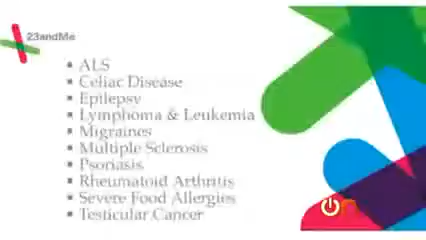 23andMe
▪ ALS
▪ Celiac Disease
▪ Epilepsy
▪ Lymphoma & Leukemia
▪ Migraines
▪ Multiple Sclerosis
▪ Psoriasis
▪ Rheumatoid Arthritis
▪ Severe Food Allergies
▪ Testicular Cancer